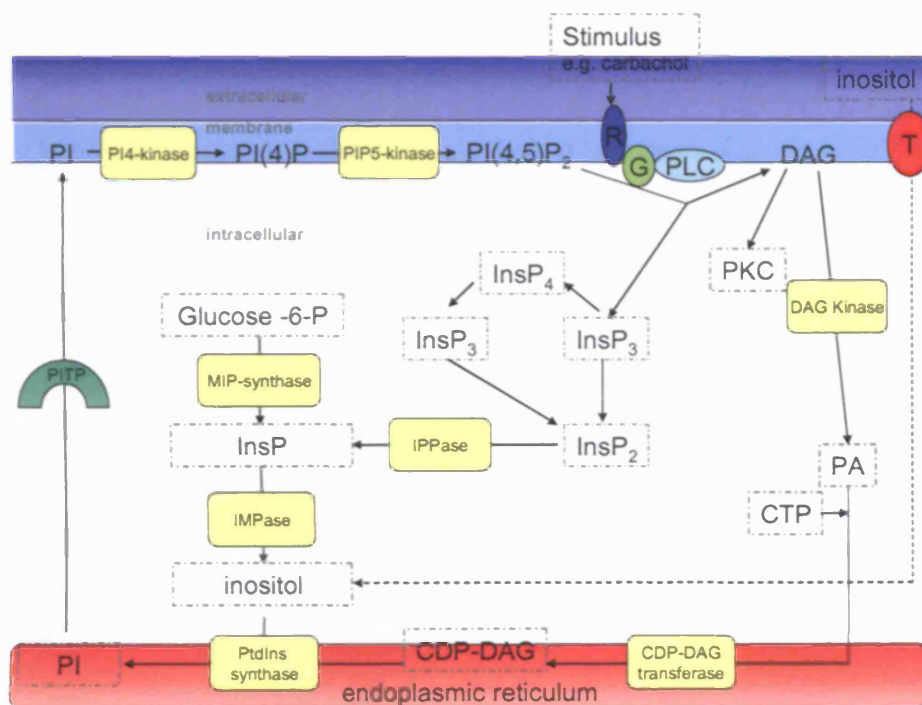 Stimulus
e.g. carbachol
inositol
extracellular
membrane
PI
PI4-kinase
PI(4)P
PIP5-kinase
PI(4,5)P2
R
G
PLC
DAG
T
intracellular
InsP4
PKC
DAG Kinase
Glucose -6-P
InsP3
InsP3
PITP
MIP-synthase
InsP
IPPase
InsP2
PA
IMPase
CTP
inositol
PI
PtdIns
synthase
CDP-DAG
CDP-DAG
transferase
endoplasmic reticulum